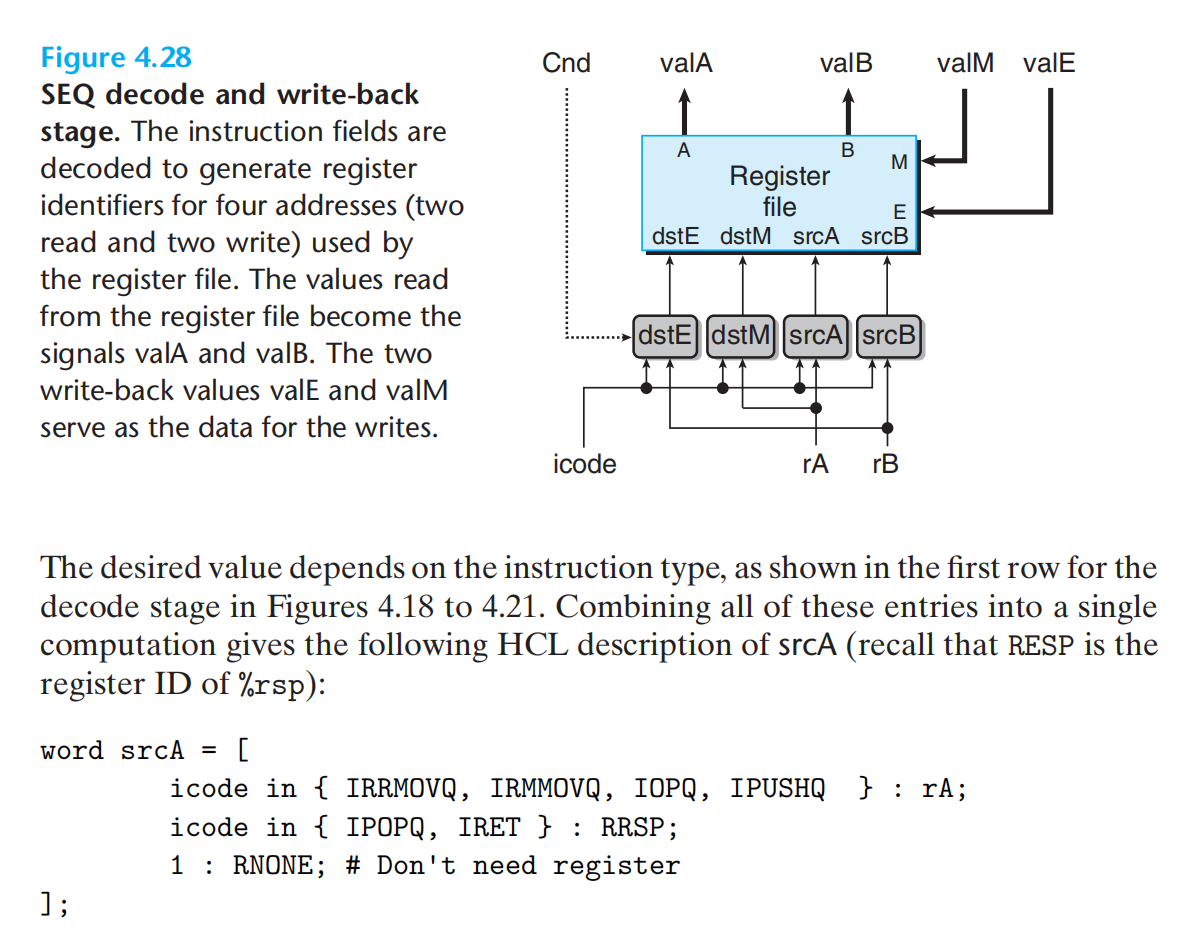 Figure 4.28
SEQ decode and write-back
stage. The instruction fields are
decoded to generate register
identifiers for four addresses (two
read and two write) used by
the register file. The values read
from the register file become the
signals valA and valB. The two
write-back values valE and valM
serve as the data for the writes.
Cnd valA valB valM valE
A B M
Register
file
E
dstE dstM srcA srcB
dstE dstM srcA srcB
icode rA rB
The desired value depends on the instruction type, as shown in the first row for the
decode stage in Figures 4.18 to 4.21. Combining all of these entries into a single
computation gives the following HCL description of srcA (recall that RESP is the
register ID of %rsp):
word srcA = [
icode in { IRRMOVQ, IRMMOVQ, IOPQ, IPUSHQ } : rA;
icode in { IPOPQ, IRET } : RRSP;
1 : RNONE; # Don't need register
];